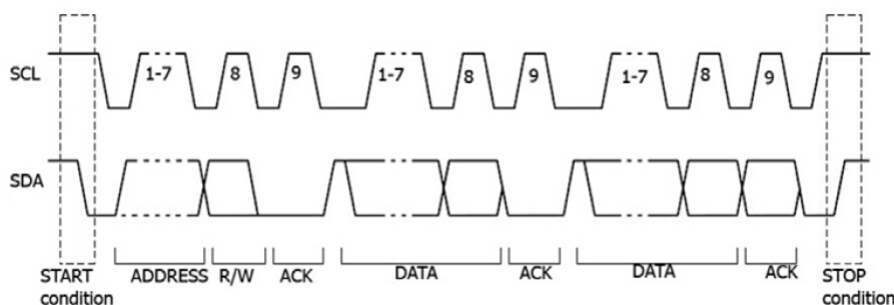 SCL 1-7 8 9 1-7 8 9 1-7 8 9
SDA
START condition
ADDRESS R/W ACK DATA ACK DATA ACK
STOP condition